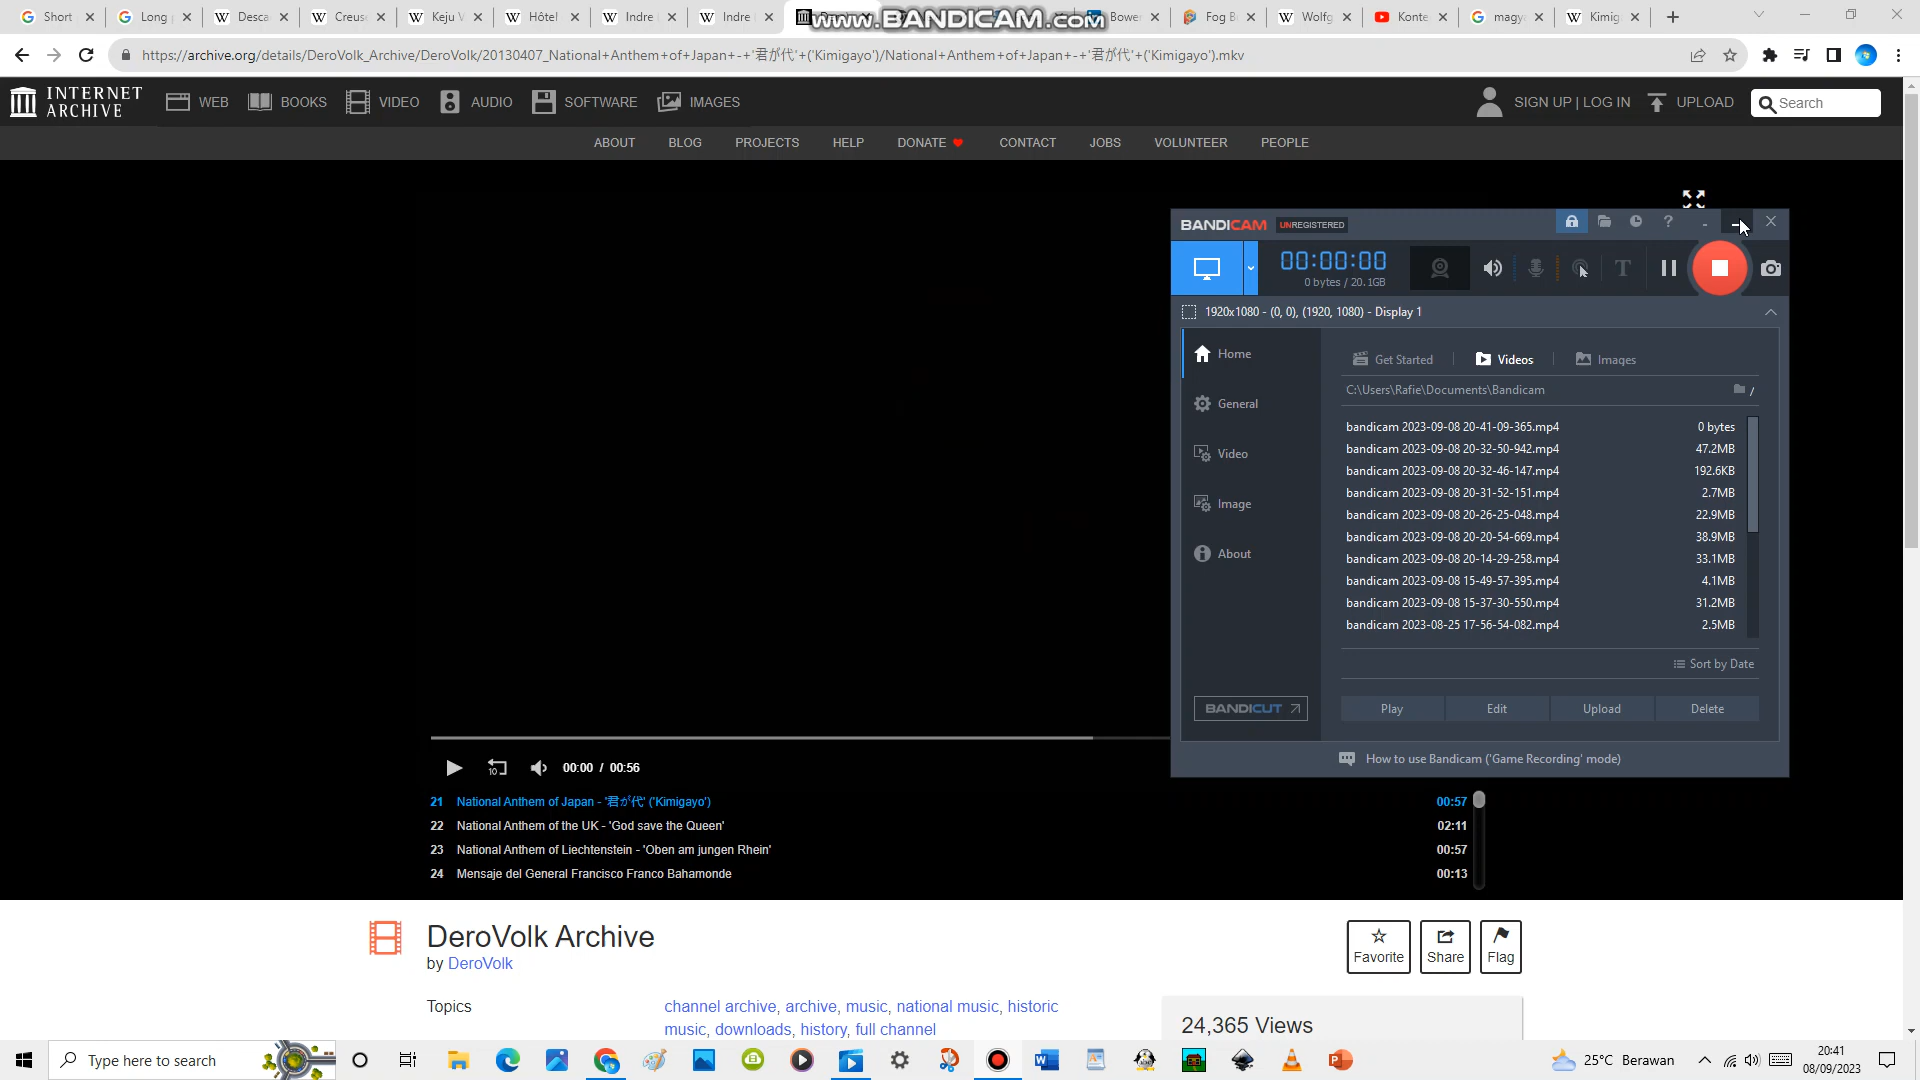 Short
Long
Desca
Creus
Keju V
Hôtel
Indre
Indre
www.BANDICAM.com
Bower
Fog B
Wolfg
Konte
magy
Kimig
https://archive.org/details/DeroVolk_Archive/DeroVolk/20130407_National+Anthem+of+Japan+-+'君が代'+('Kimigayo')/National+Anthem+of+Japan+-+'君が代'+('Kimigayo').mkv
INTERNET ARCHIVE
WEB BOOKS VIDEO AUDIO SOFTWARE IMAGES
SIGN UP | LOG IN UPLOAD Search
ABOUT BLOG PROJECTS HELP DONATE CONTACT JOBS VOLUNTEER PEOPLE
BANDICAM UNREGISTERED
00:00:00
0 bytes / 20.1GB
1920x1080 - (0, 0), (1920, 1080) - Display 1
Home
General
Video
Image
About
BANDICUT
Get Started Videos Images
C:\Users\Rafie\Documents\Bandicam
bandicam 2023-09-08 20-41-09-365.mp4 0 bytes
bandicam 2023-09-08 20-32-50-942.mp4 47.2MB
bandicam 2023-09-08 20-32-46-147.mp4 192.6KB
bandicam 2023-09-08 20-31-52-151.mp4 2.7MB
bandicam 2023-09-08 20-26-25-048.mp4 22.9MB
bandicam 2023-09-08 20-20-54-669.mp4 38.9MB
bandicam 2023-09-08 20-14-29-258.mp4 33.1MB
bandicam 2023-09-08 15-49-57-395.mp4 4.1MB
bandicam 2023-09-08 15-37-30-550.mp4 31.2MB
bandicam 2023-08-25 17-56-54-082.mp4 2.5MB
Sort by Date
Play Edit Upload Delete
How to use Bandicam ('Game Recording' mode)
10 00:00 / 00:56
21 National Anthem of Japan - '君が代' ('Kimigayo') 00:57
22 National Anthem of the UK - 'God save the Queen' 02:11
23 National Anthem of Liechtenstein - 'Oben am jungen Rhein' 00:57
24 Mensaje del General Francisco Franco Bahamonde 00:13
DeroVolk Archive
by DeroVolk
Favorite Share Flag
Topics channel archive, archive, music, national music, historic
music, downloads, history, full channel
24,365 Views
Type here to search
25°C Berawan
20:41
08/09/2023